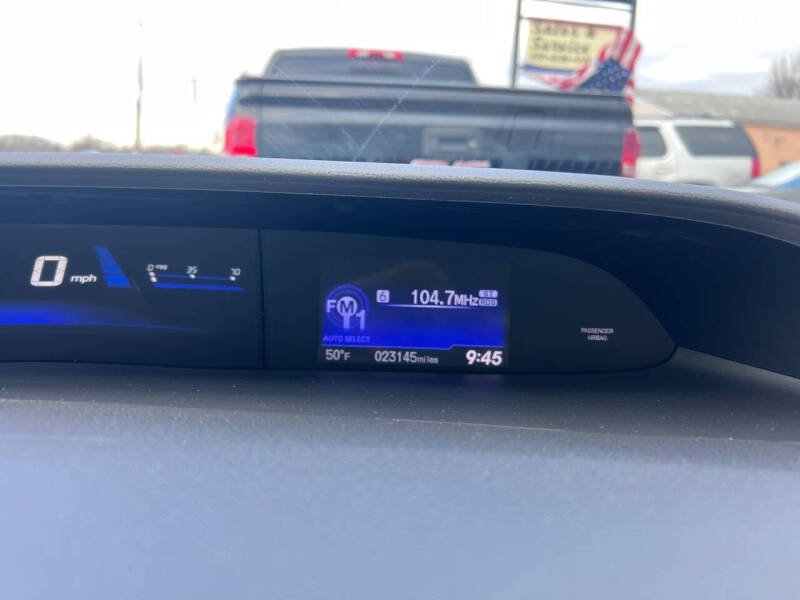 Sales &
Service
0 mph
0 mpg 35 70
FM1
6 104.7MHz ST
RDS
AUTO SELECT
50°F 023145miles 9:45
PASSENGER
AIRBAG